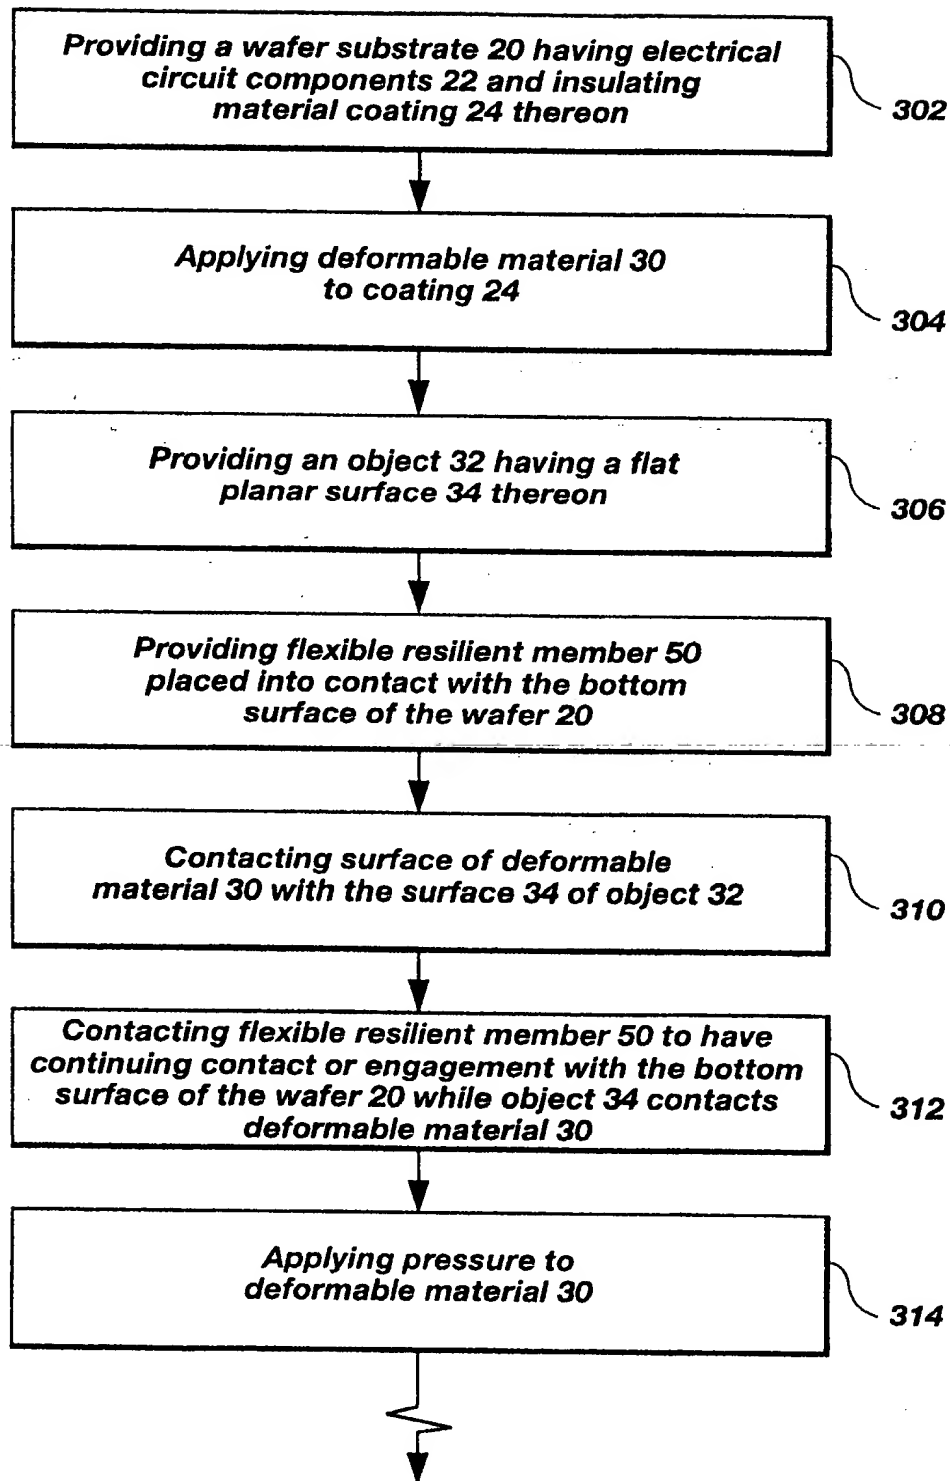 Providing a wafer substrate 20 having electrical
circuit components 22 and insulating
material coating 24 thereon
302
Applying deformable material 30
to coating 24
304
Providing an object 32 having a flat
planar surface 34 thereon
306
Providing flexible resilient member 50
placed into contact with the bottom
surface of the wafer 20
308
Contacting surface of deformable
material 30 with the surface 34 of object 32
310
Contacting flexible resilient member 50 to have
continuing contact or engagement with the bottom
surface of the wafer 20 while object 34 contacts
deformable material 30
312
Applying pressure to
deformable material 30
314